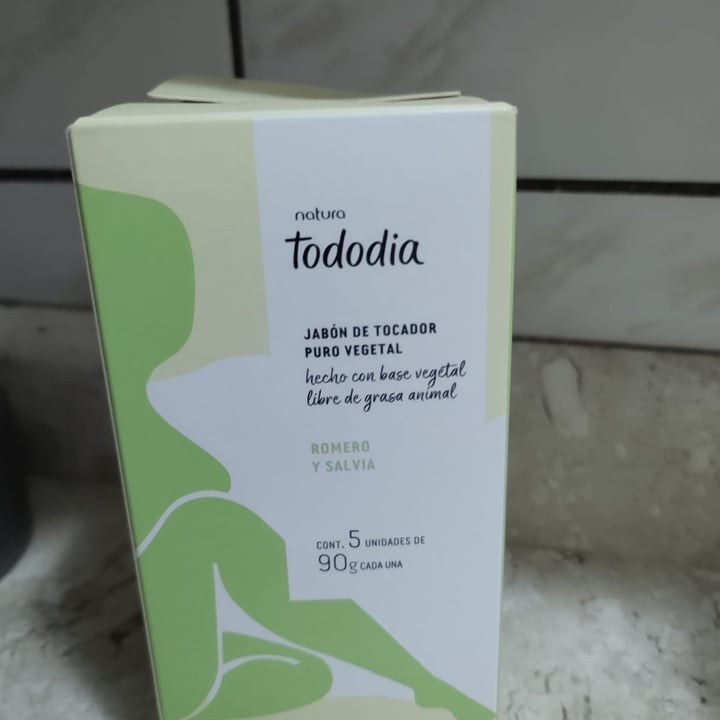 natura
Tododia
JABÓN DE TOCADOR
PURO VEGETAL
hecho con base vegetal
libre de grasa animal
ROMERO
Y SALVIA
CONT. 5 UNIDADES DE
90g CADA UNA